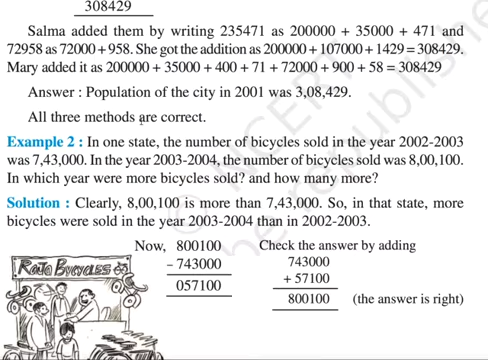 308429
Salma added them by writing 235471 as 200000 + 35000 + 471 and
72958 as 72000 + 958. She got the addition as 200000 + 107000 + 1429 = 308429.
Mary added it as 200000 + 35000 + 400 + 71 + 72000 + 900 + 58 = 308429
Answer : Population of the city in 2001 was 3,08,429.
All three methods are correct.
Example 2 : In one state, the number of bicycles sold in the year 2002-2003
was 7,43,000. In the year 2003-2004, the number of bicycles sold was 8,00,100.
In which year were more bicycles sold? and how many more?
Solution : Clearly, 8,00,100 is more than 7,43,000. So, in that state, more
bicycles were sold in the year 2003-2004 than in 2002-2003.
Now, 800100
– 743000
057100
Check the answer by adding
743000
+ 57100
800100 (the answer is right)
Raja Bicycles